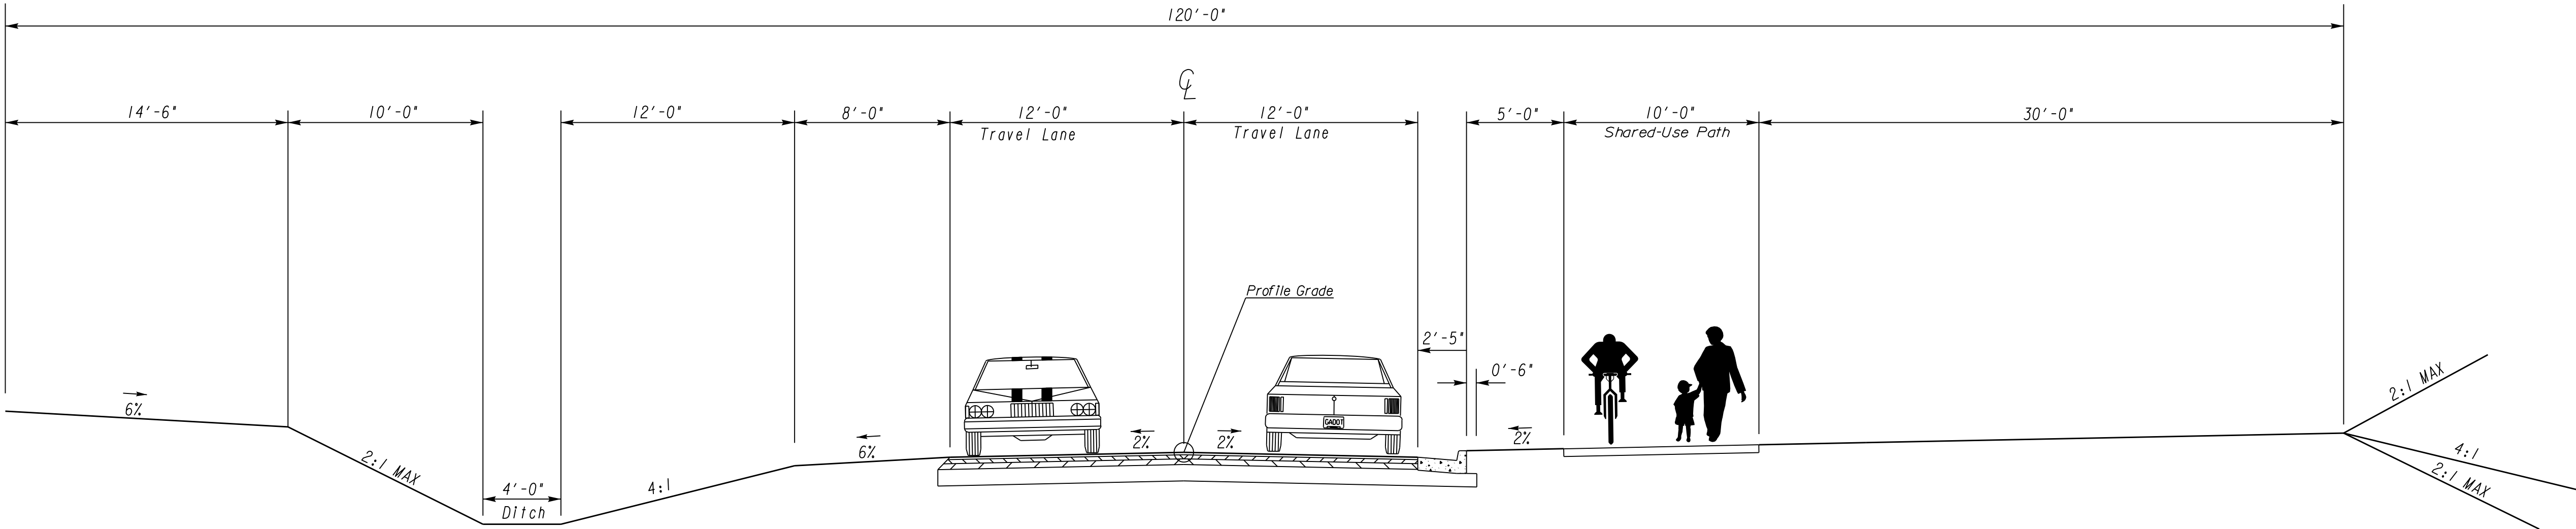 120'-0"
℄
14'-6"
10'-0"
12'-0"
8'-0"
12'-0"
Travel Lane
12'-0"
Travel Lane
5'-0"
10'-0"
Shared-Use Path
30'-0"
Profile Grade
2'-5"
0'-6"
6%
2:1 MAX
4'-0"
Ditch
4:1
6%
2%
2%
GADOT
2%
2:1 MAX
4:1
2:1 MAX